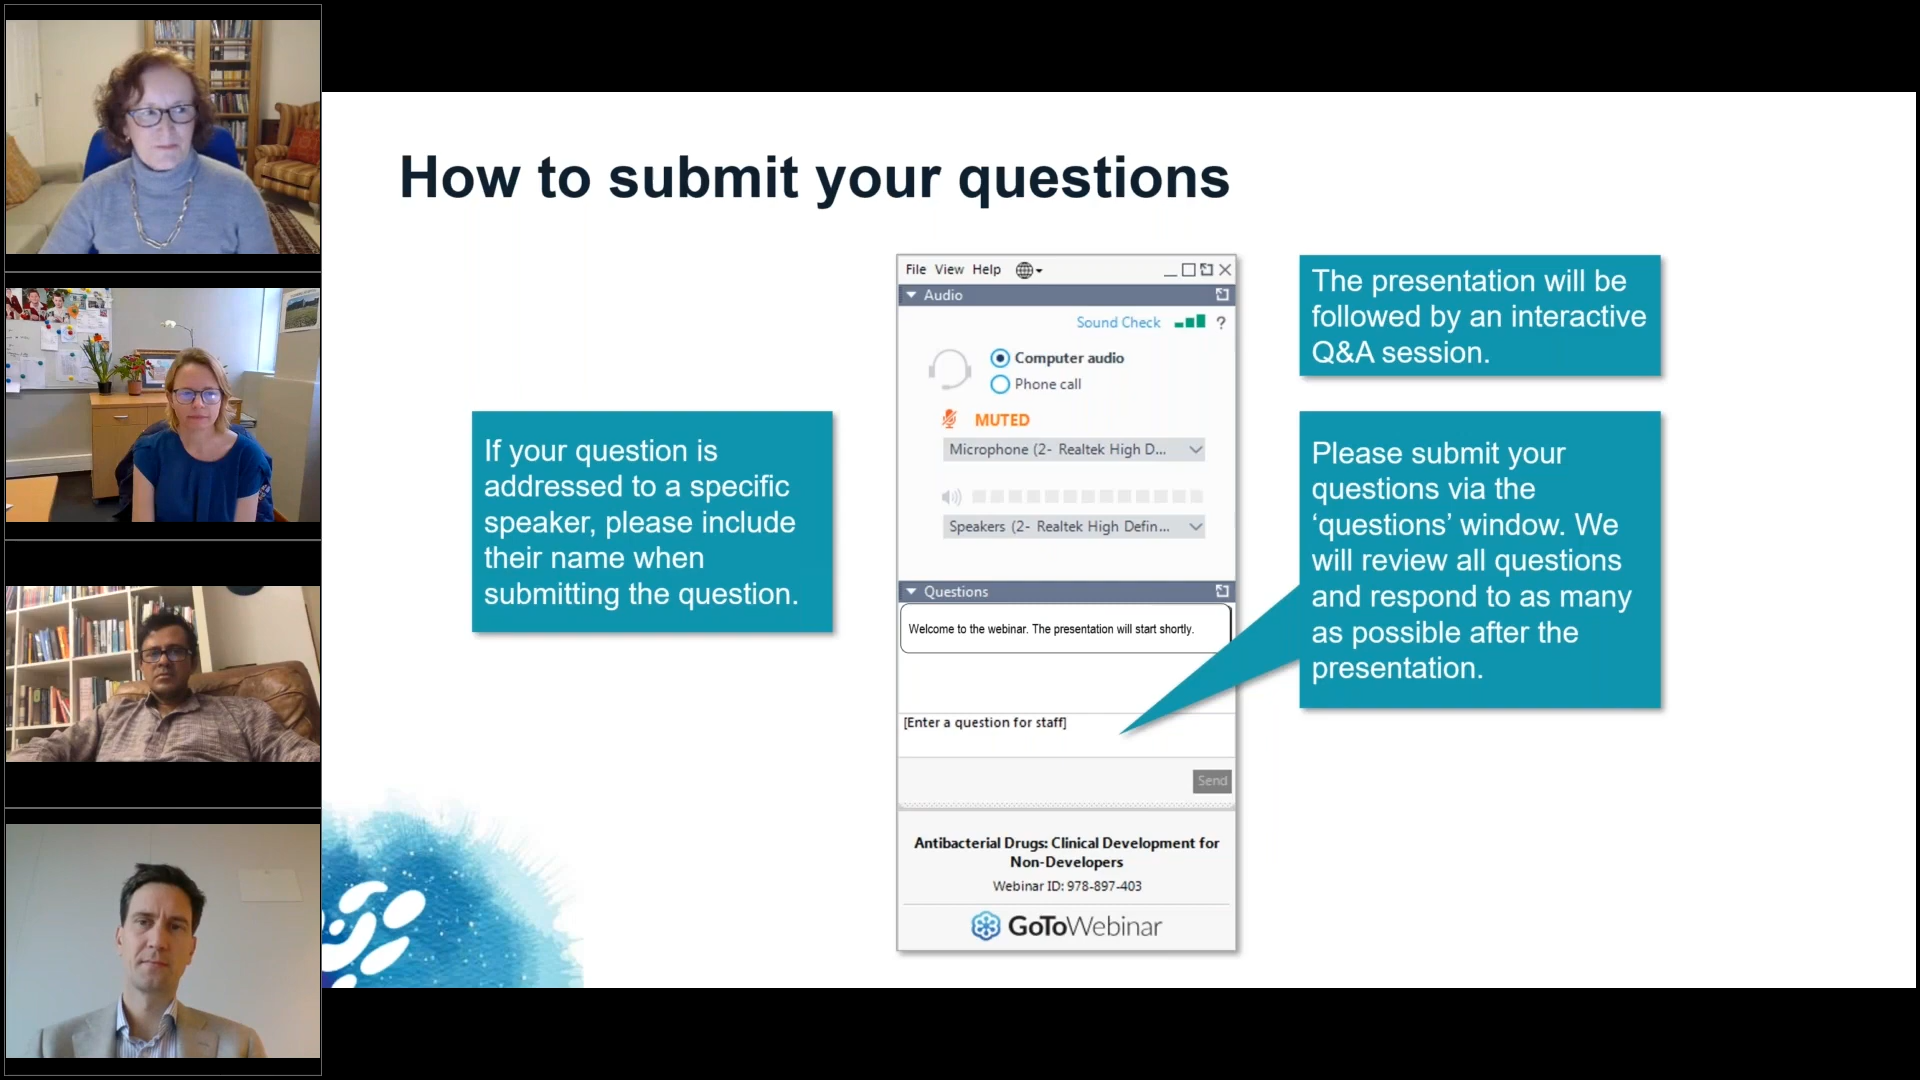 How to submit your questions
If your question is
addressed to a specific
speaker, please include
their name when
submitting the question.
File View Help
Audio
Sound Check ?
Computer audio
Phone call
MUTED
Microphone (2- Realtek High D...
Speakers (2- Realtek High Defin...
Questions
Welcome to the webinar. The presentation will start shortly.
[Enter a question for staff]
Send
Antibacterial Drugs: Clinical Development for
Non-Developers
Webinar ID: 978-897-403
GoToWebinar
The presentation will be
followed by an interactive
Q&A session.
Please submit your
questions via the
‘questions’ window. We
will review all questions
and respond to as many
as possible after the
presentation.